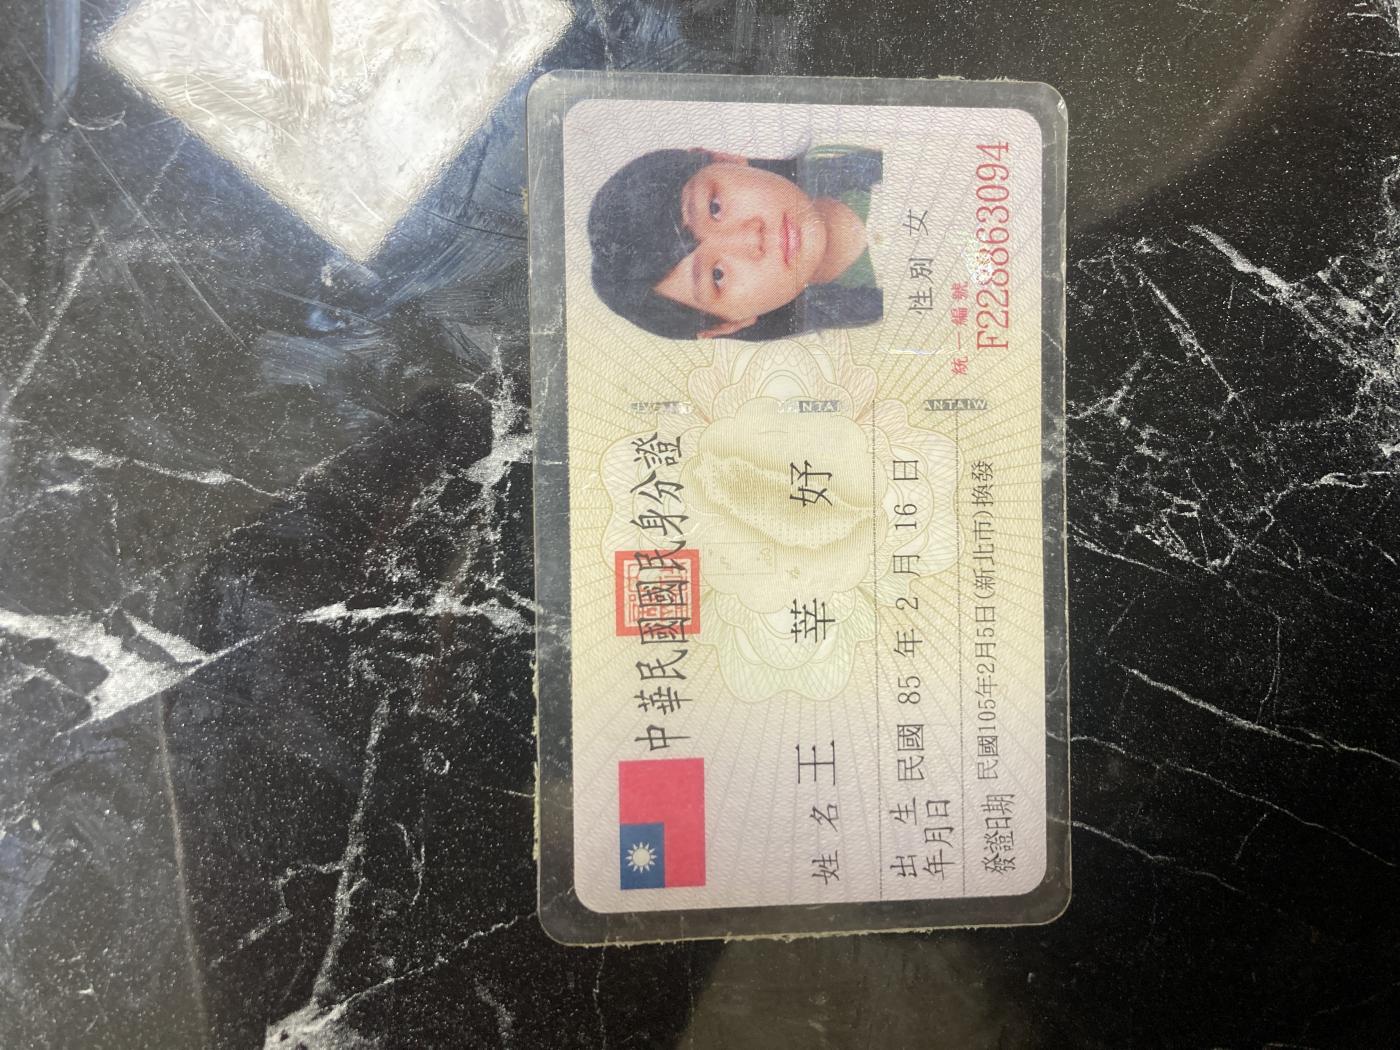 中華民國國民身分證
姓名 王莘妤
出生年月日 民國 85 年 2 月 16 日
性別 女
發證日期 民國105年2月5日(新北市)換發
統一編號
F228863094